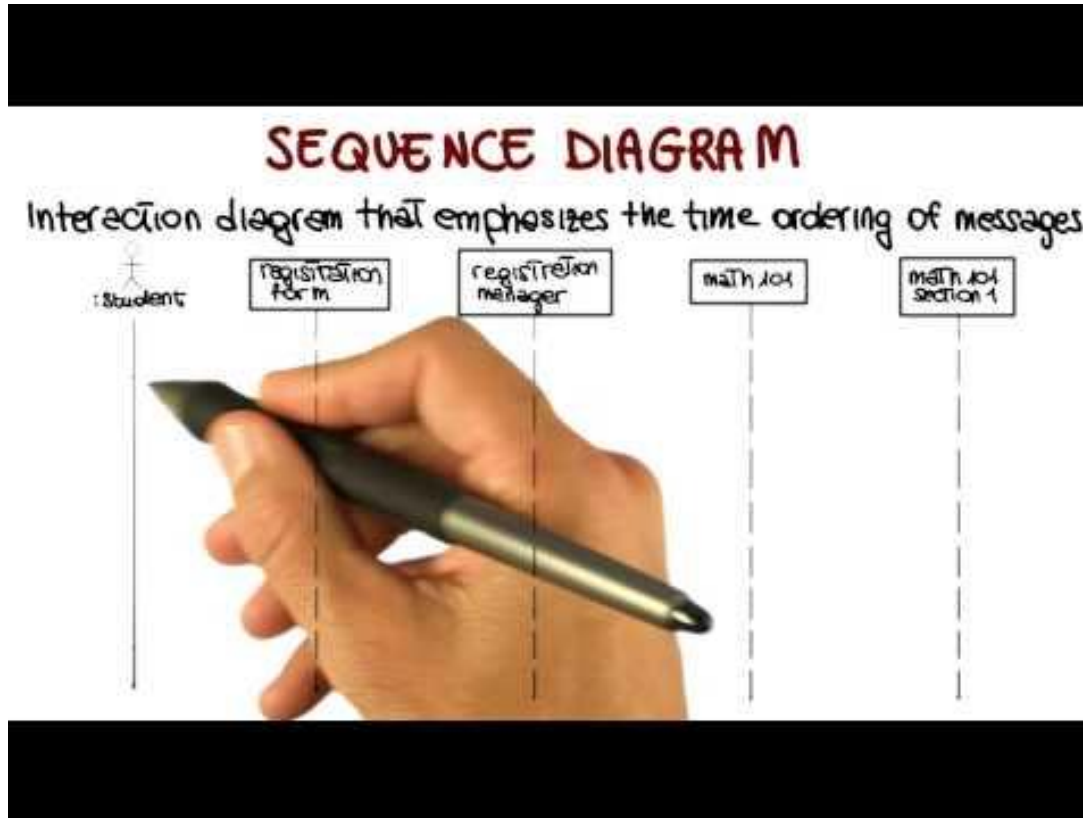 SEQUENCE DIAGRAM
Interaction diagram that emphasizes the time ordering of messages
:Student
registration
form
registration
manager
math 101
math 101
section 1